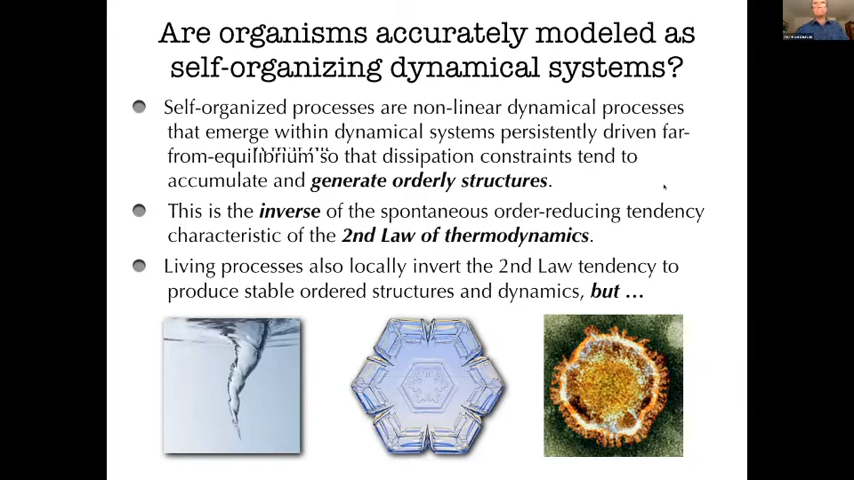 Are organisms accurately modeled as
self-organizing dynamical systems?
Self-organized processes are non-linear dynamical processes
that emerge within dynamical systems persistently driven far-
from-equilibrium so that dissipation constraints tend to
accumulate and generate orderly structures.
This is the inverse of the spontaneous order-reducing tendency
characteristic of the 2nd Law of thermodynamics.
Living processes also locally invert the 2nd Law tendency to
produce stable ordered structures and dynamics, but …